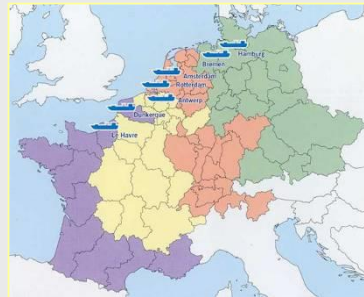 Hamburg
Bremen
Amsterdam
Rotterdam
Antwerp
Dunkerque
Le Havre